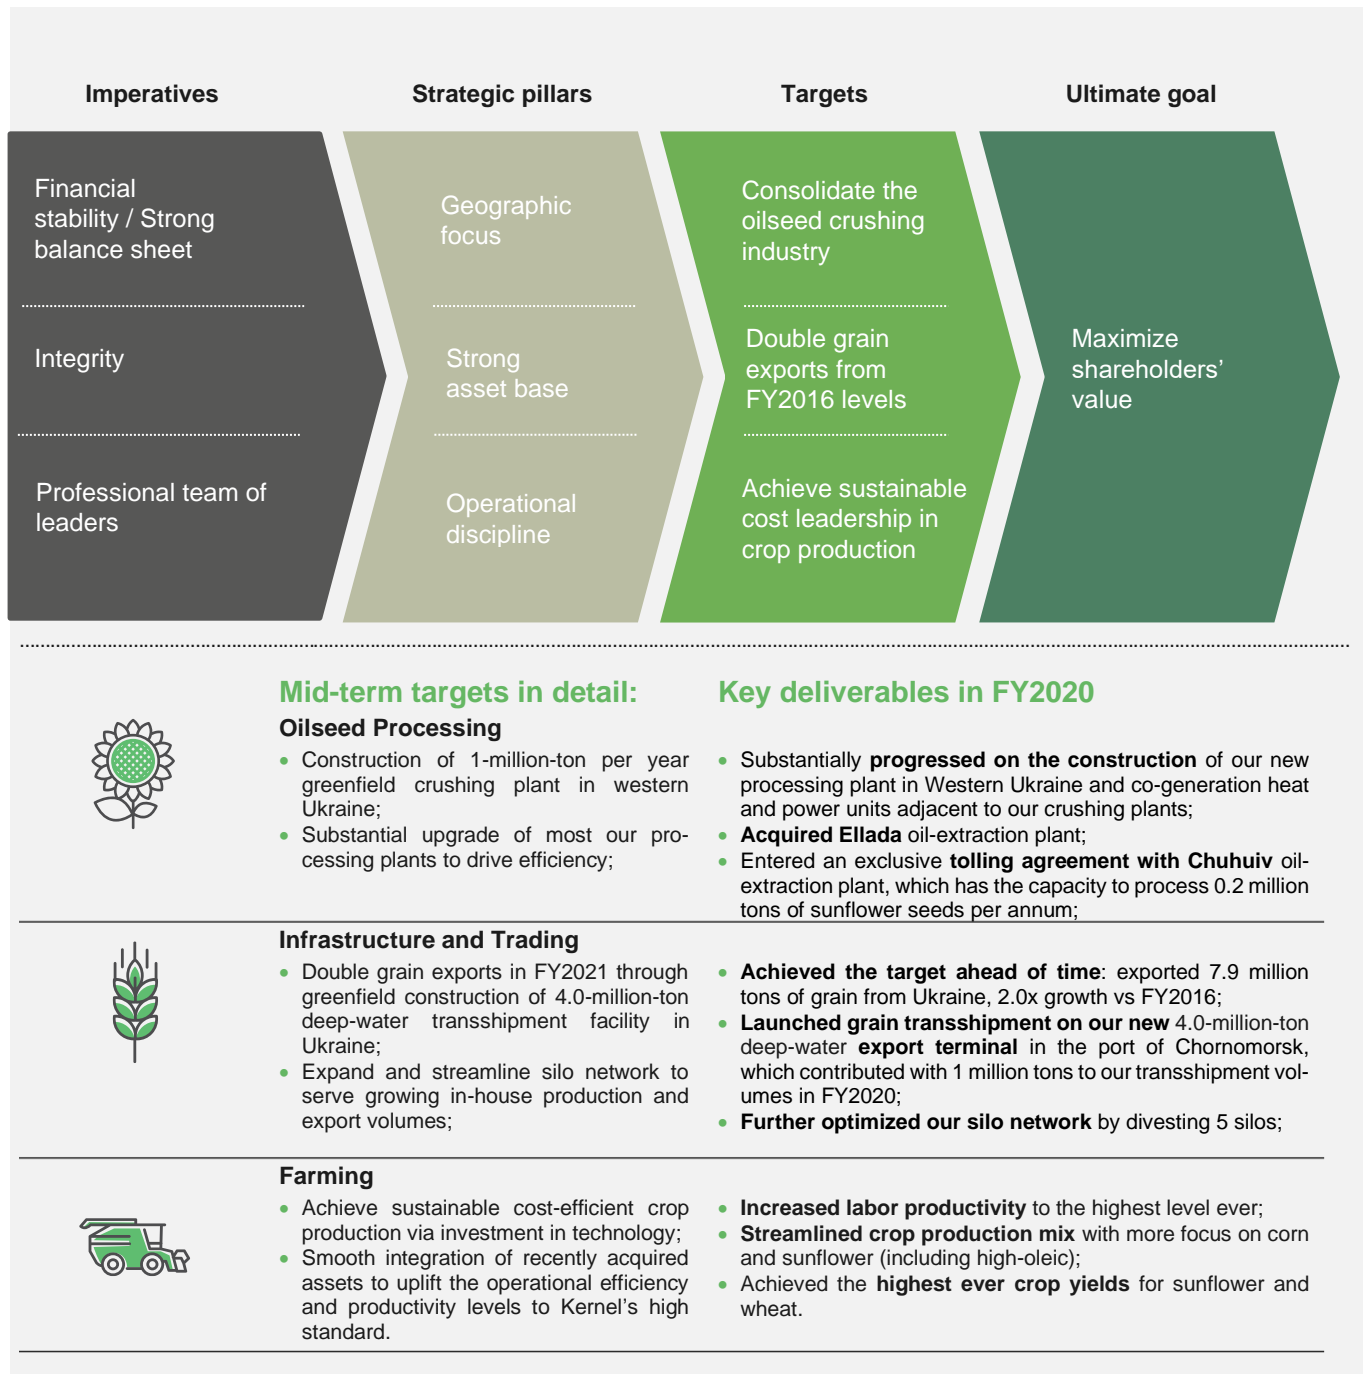 Imperatives
Strategic pillars
Targets
Ultimate goal
Financial
stability / Strong
balance sheet
Integrity
Professional team of
leaders
Geographic
focus
Strong
asset base
Operational
discipline
Consolidate the
oilseed crushing
industry
Double grain
exports from
FY2016 levels
Achieve sustainable
cost leadership in
crop production
Maximize
shareholders’
value
Mid-term targets in detail:
Key deliverables in FY2020
Oilseed Processing
• Construction of 1-million-ton per year
greenfield crushing plant in western
Ukraine;
• Substantial upgrade of most our pro-
cessing plants to drive efficiency;
• Substantially progressed on the construction of our new
processing plant in Western Ukraine and co-generation heat
and power units adjacent to our crushing plants;
• Acquired Ellada oil-extraction plant;
• Entered an exclusive tolling agreement with Chuhuiv oil-
extraction plant, which has the capacity to process 0.2 million
tons of sunflower seeds per annum;
Infrastructure and Trading
• Double grain exports in FY2021 through
greenfield construction of 4.0-million-ton
deep-water transshipment facility in
Ukraine;
• Expand and streamline silo network to
serve growing in-house production and
export volumes;
• Achieved the target ahead of time: exported 7.9 million
tons of grain from Ukraine, 2.0x growth vs FY2016;
• Launched grain transshipment on our new 4.0-million-ton
deep-water export terminal in the port of Chornomorsk,
which contributed with 1 million tons to our transshipment vol-
umes in FY2020;
• Further optimized our silo network by divesting 5 silos;
Farming
• Achieve sustainable cost-efficient crop
production via investment in technology;
• Smooth integration of recently acquired
assets to uplift the operational efficiency
and productivity levels to Kernel’s high
standard.
• Increased labor productivity to the highest level ever;
• Streamlined crop production mix with more focus on corn
and sunflower (including high-oleic);
• Achieved the highest ever crop yields for sunflower and
wheat.